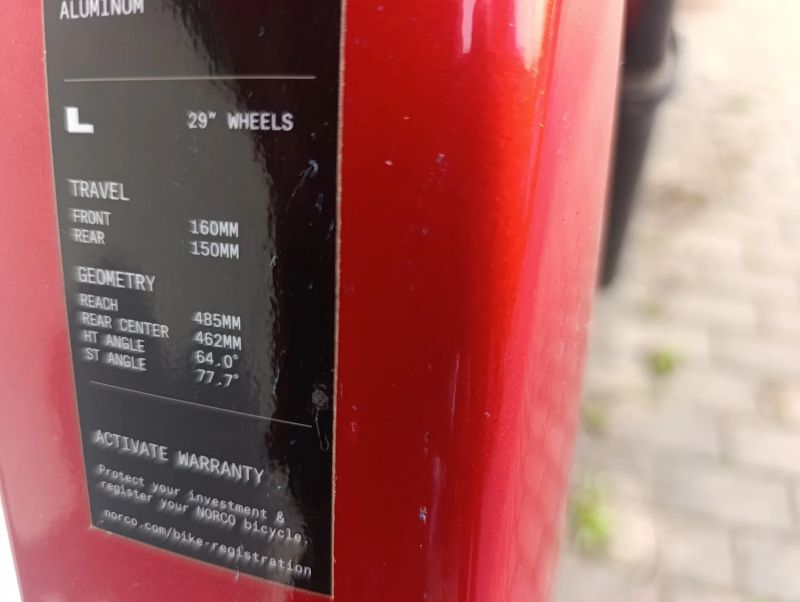 ALUMINUM
L 29" WHEELS
TRAVEL
FRONT 160MM
REAR 150MM
GEOMETRY
REACH 485MM
REAR CENTER 462MM
HT ANGLE 64.0°
ST ANGLE 77.7°
ACTIVATE WARRANTY
Protect your investment &
register your NORCO bicycle.
norco.com/bike-registration